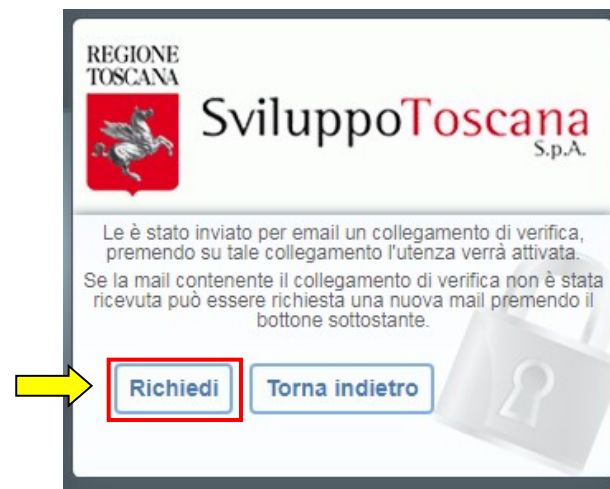 REGIONE
TOSCANA
SviluppoToscana
S.p.A.
Le è stato inviato per email un collegamento di verifica,
premendo su tale collegamento l'utenza verrà attivata.
Se la mail contenente il collegamento di verifica non è stata
ricevuta può essere richiesta una nuova mail premendo il
bottone sottostante.
Richiedi Torna indietro